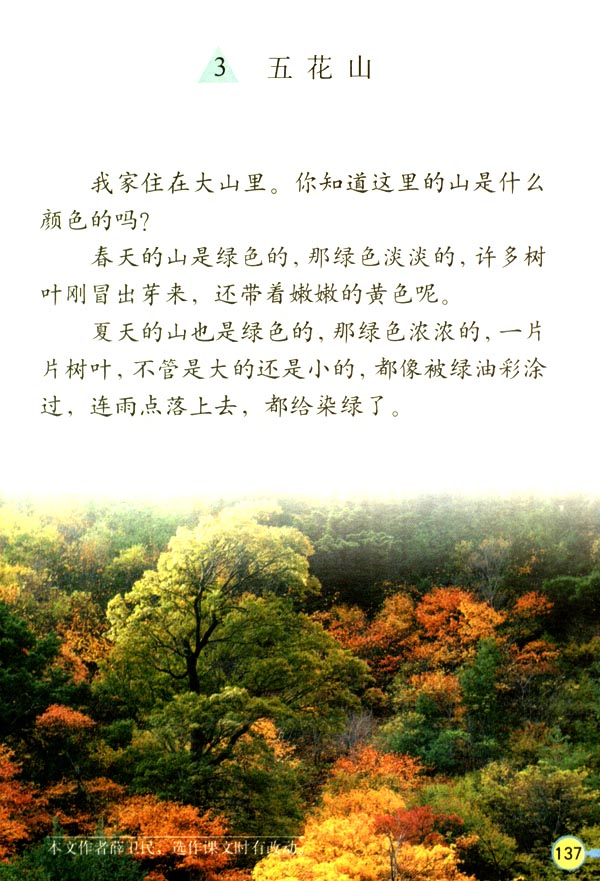 3 五花山
我家住在大山里。你知道这里的山是什么
颜色的吗?
春天的山是绿色的,那绿色淡淡的,许多树
叶刚冒出芽来,还带着嫩嫩的黄色呢。
夏天的山也是绿色的,那绿色浓浓的,一片
片树叶,不管是大的还是小的,都像被绿油彩涂
过,连雨点落上去,都给染绿了。
本文作者薛卫民,选作课文时有改动。
137